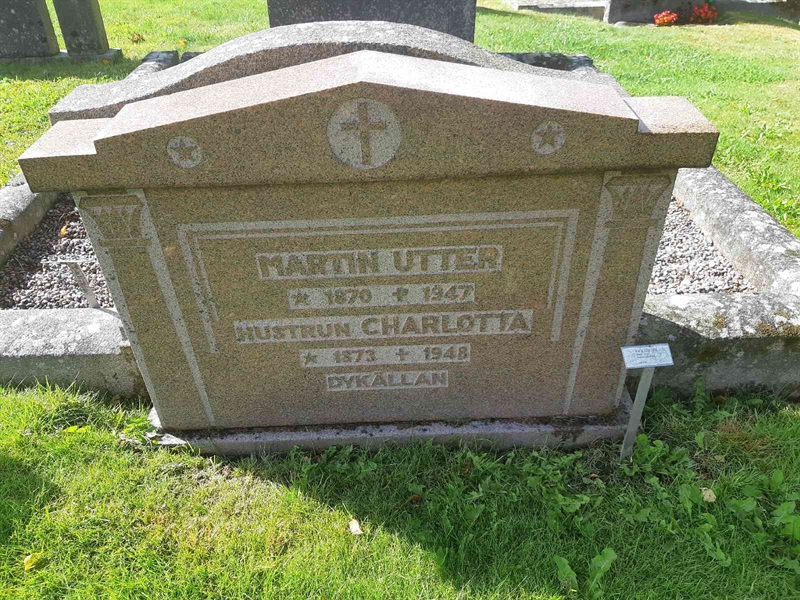 MARTIN UTTER
* 1870 ✝ 1947
HUSTRUN CHARLOTTA
* 1873 ✝ 1948
DYKÄLLAN